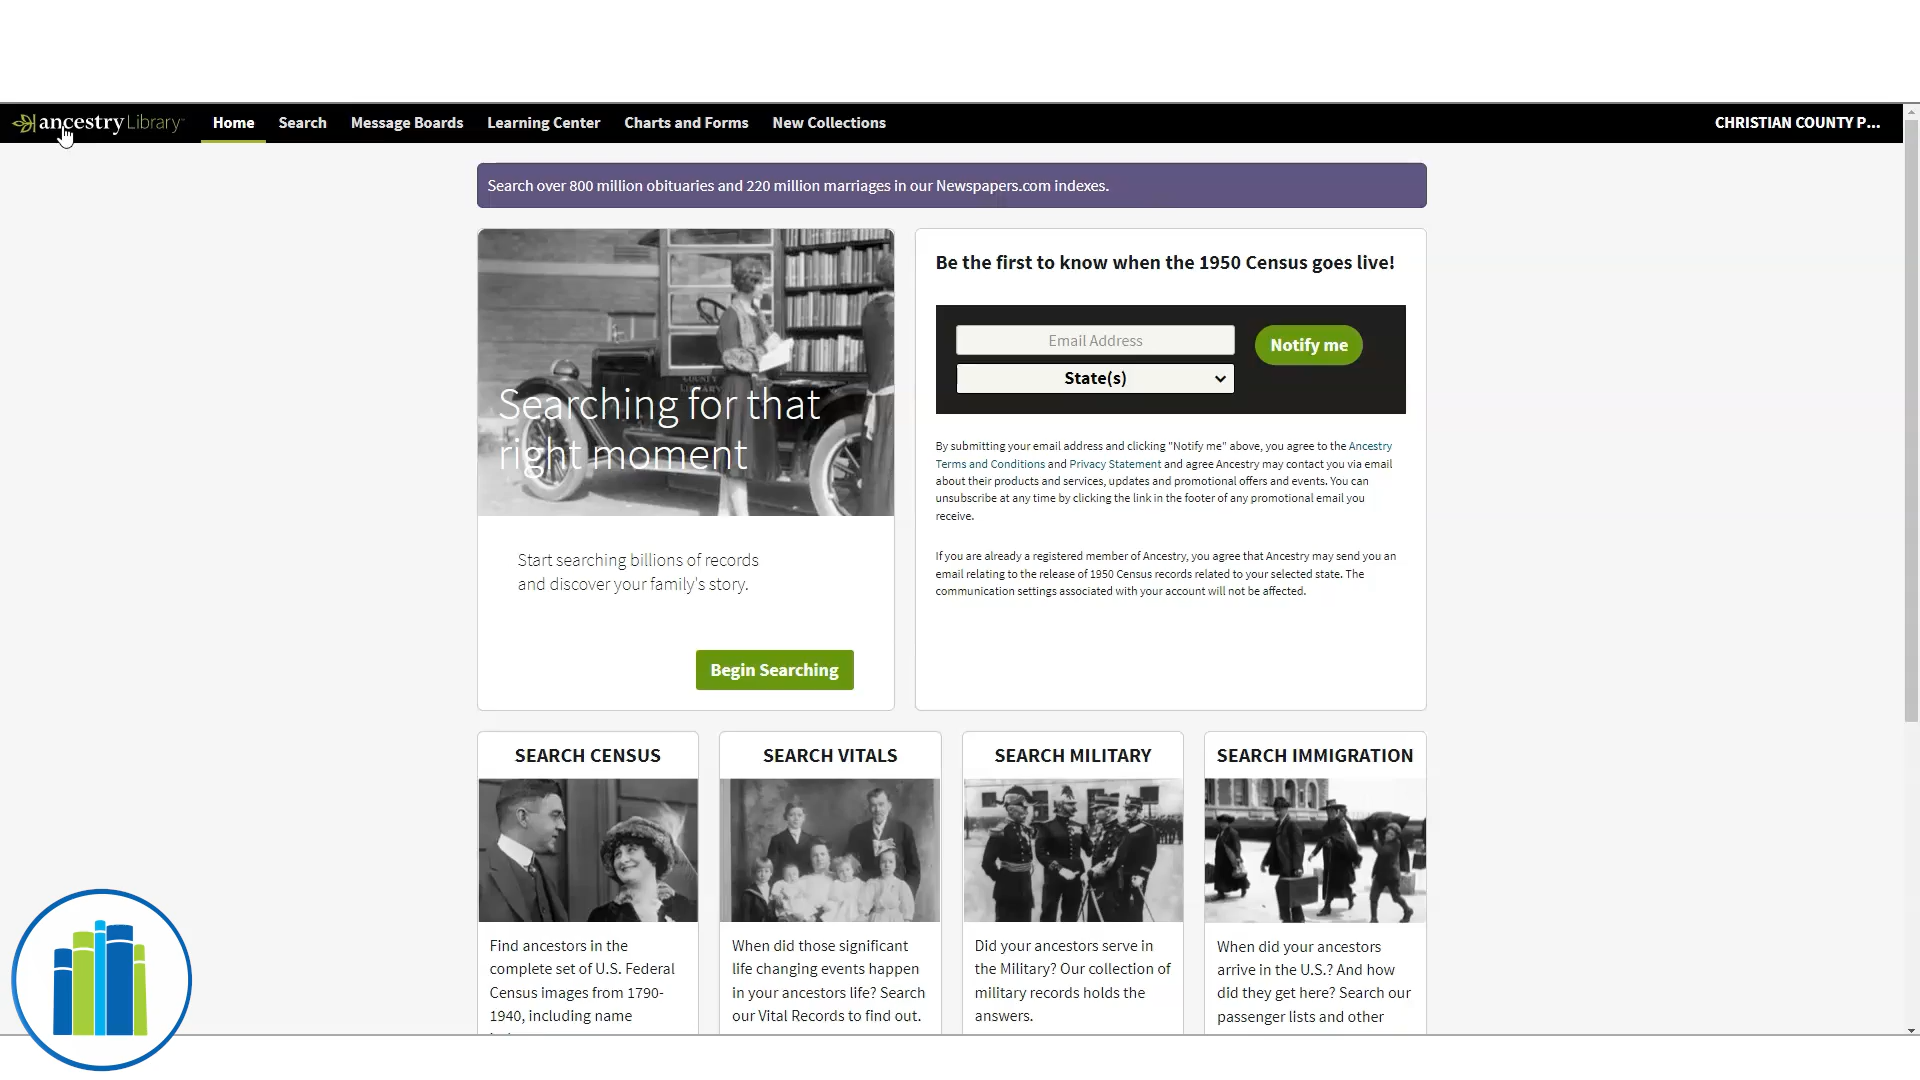 ancestryLibrary Home Search Message Boards Learning Center Charts and Forms New Collections CHRISTIAN COUNTY P...
Search over 800 million obituaries and 220 million marriages in our Newspapers.com indexes.
COUNTY
Searching for that
right moment
Start searching billions of records
and discover your family's story.
Begin Searching
Be the first to know when the 1950 Census goes live!
Email Address
State(s)
Notify me
By submitting your email address and clicking "Notify me" above, you agree to the Ancestry
Terms and Conditions and Privacy Statement and agree Ancestry may contact you via email
about their products and services, updates and promotional offers and events. You can
unsubscribe at any time by clicking the link in the footer of any promotional email you
receive.
If you are already a registered member of Ancestry, you agree that Ancestry may send you an
email relating to the release of 1950 Census records related to your selected state. The
communication settings associated with your account will not be affected.
SEARCH CENSUS
Find ancestors in the
complete set of U.S. Federal
Census images from 1790-
1940, including name
SEARCH VITALS
When did those significant
life changing events happen
in your ancestors life? Search
our Vital Records to find out.
SEARCH MILITARY
Did your ancestors serve in
the Military? Our collection of
military records holds the
answers.
SEARCH IMMIGRATION
When did your ancestors
arrive in the U.S.? And how
did they get here? Search our
passenger lists and other